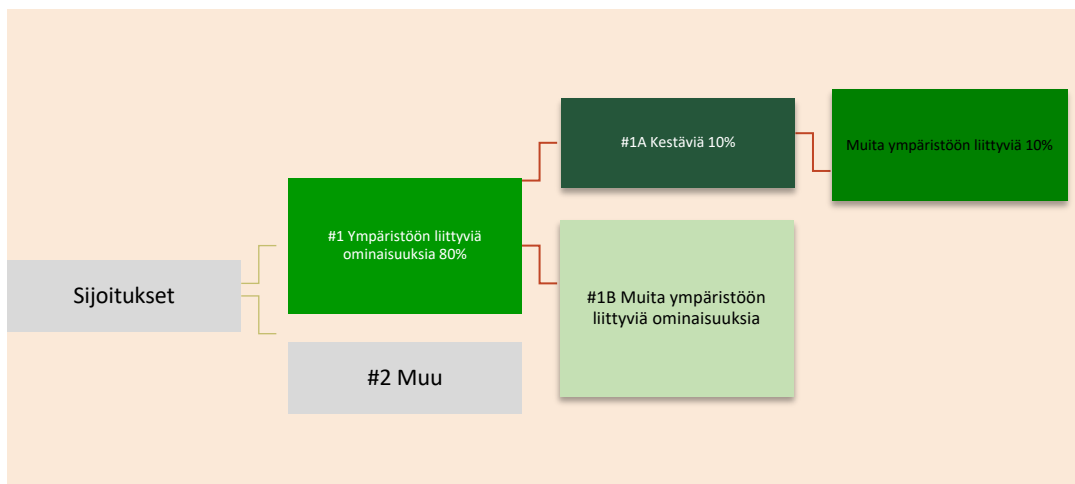 Sijoitukset
#1 Ympäristöön liittyviä
ominaisuuksia 80%
#2 Muu
#1A Kestäviä 10%
#1B Muita ympäristöön
liittyviä ominaisuuksia
Muita ympäristöön liittyviä 10%